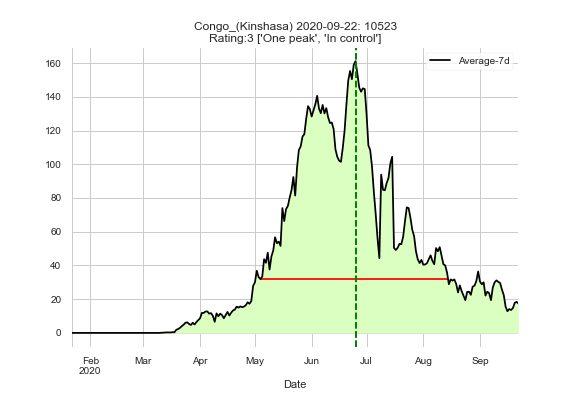 Congo_(Kinshasa) 2020-09-22: 10523
Rating:3 ['One peak', 'In control']
Average-7d
160
140
120
100
80
60
40
20
0
Feb Mar Apr May Jun Jul Aug Sep
2020
Date